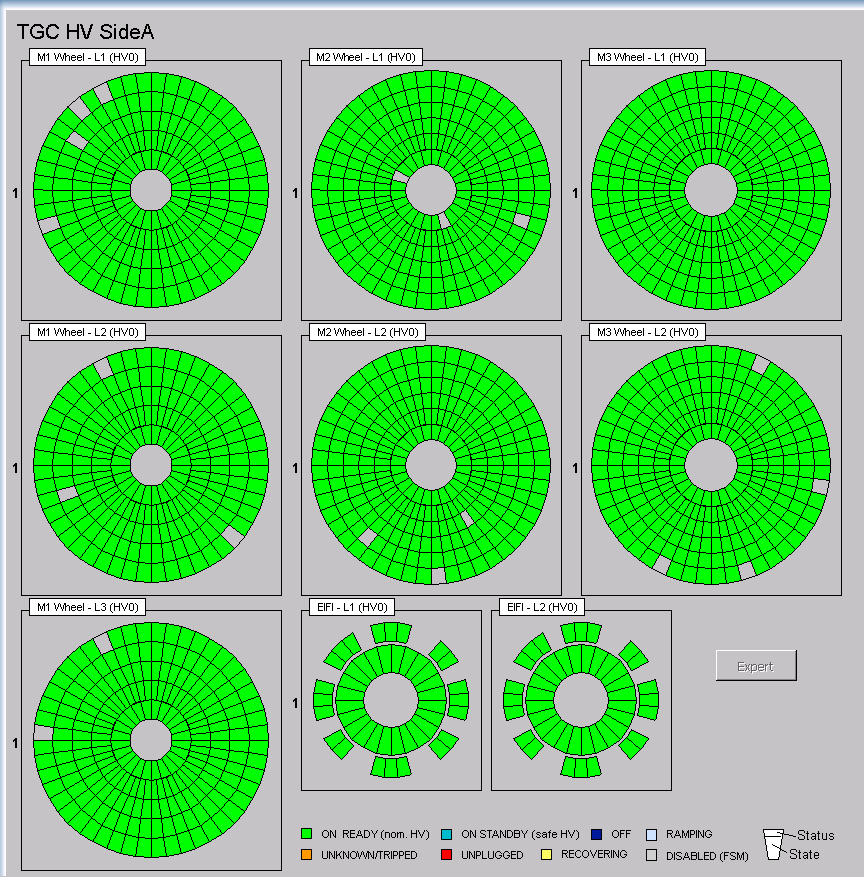 TGC HV SideA
M1 Wheel - L1 (HV0)
M2 Wheel - L1 (HV0)
M3 Wheel - L1 (HV0)
1
1
1
M1 Wheel - L2 (HV0)
M2 Wheel - L2 (HV0)
M3 Wheel - L2 (HV0)
1
1
1
M1 Wheel - L3 (HV0)
EIFI - L1 (HV0)
EIFI - L2 (HV0)
Expert
1
1
ON READY (nom. HV)
ON STANDBY (safe HV)
OFF
RAMPING
Status
UNKNOWN/TRIPPED
UNPLUGGED
RECOVERING
DISABLED (FSM)
State